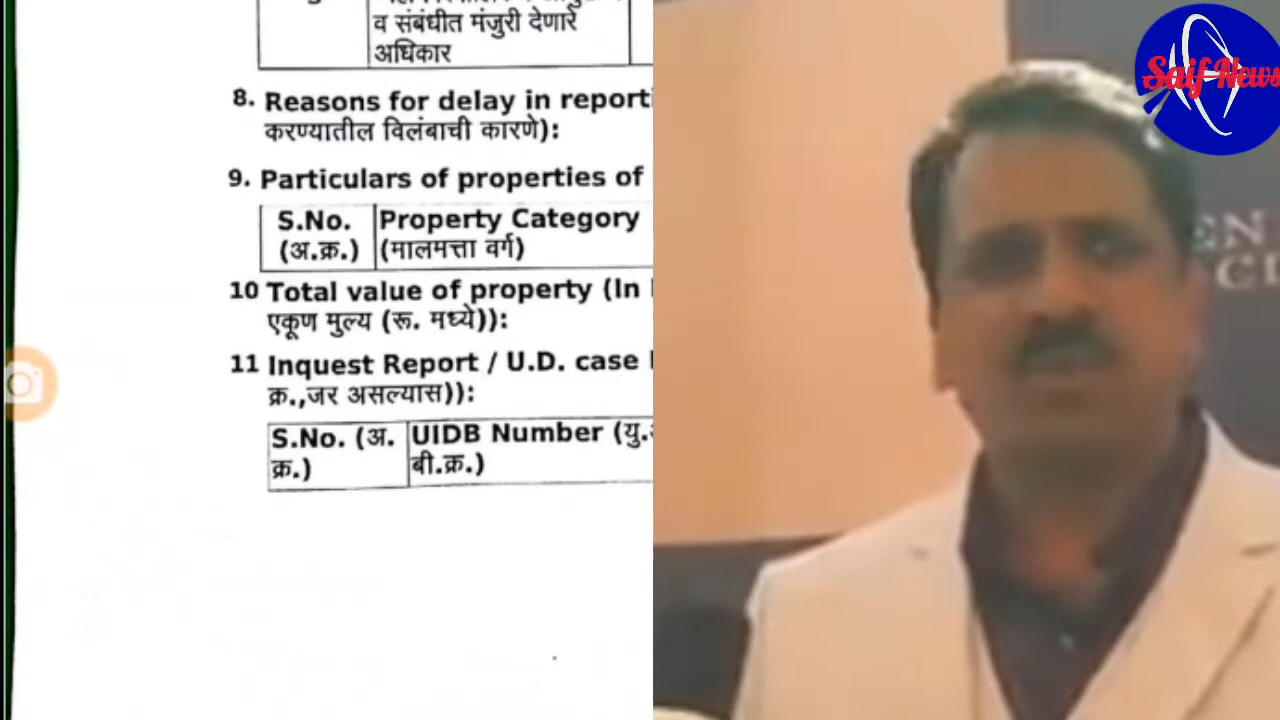 व संबंधीत मंजुरी देणारे
अधिकार
8. Reasons for delay in reporti
करण्यातील विलंबाची कारणे):
9. Particulars of properties of
S.No. Property Category
(अ.क्र.) (मालमत्ता वर्ग)
10 Total value of property (In
एकूण मुल्य (रू. मध्ये)):
11 Inquest Report / U.D. case
क्र.,जर असल्यास)):
S.No. (अ. UIDB Number (यु.
क्र.) बी.क्र.)
Saif News